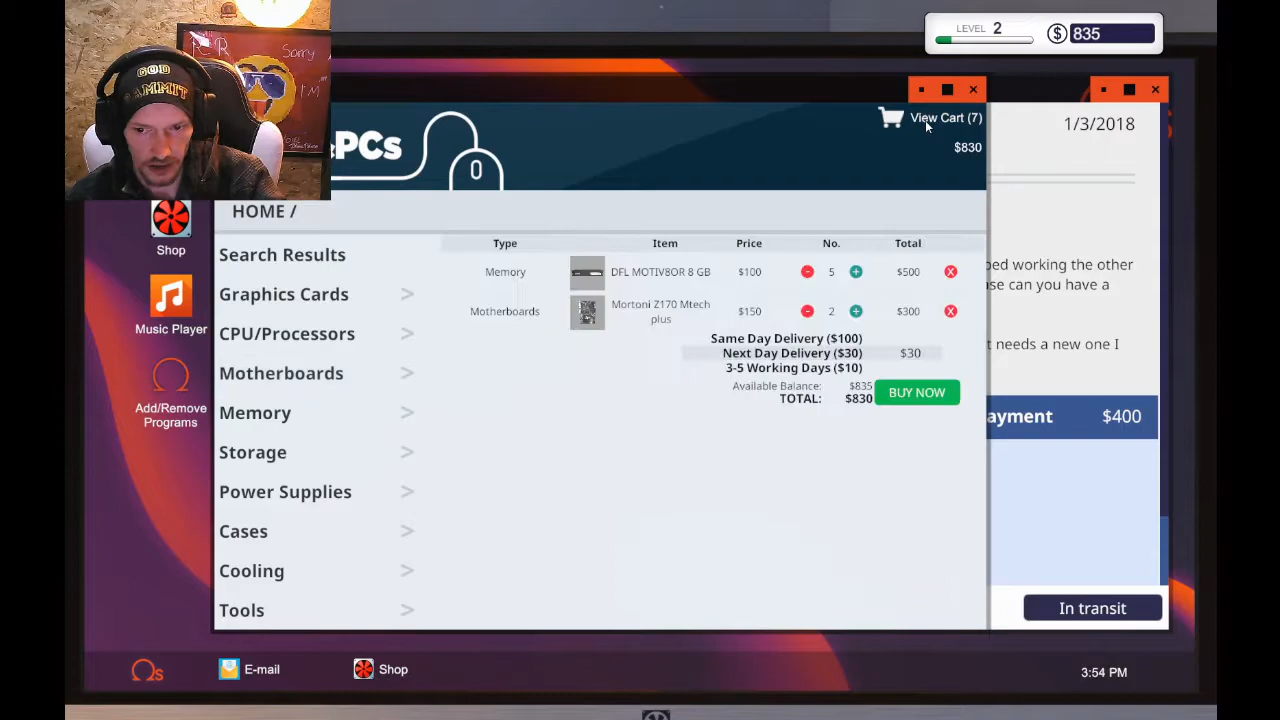 LEVEL 2
$ 835
GOD
DAMMIT
Sorry
I'M
PCs
View Cart (7)
$830
1/3/2018
HOME /
Search Results
Graphics Cards >
CPU/Processors >
Motherboards >
Memory >
Storage >
Power Supplies >
Cases >
Cooling >
Tools >
Type Item Price No. Total
Memory DFL MOTIV8OR 8 GB $100 - 5 + $500 X
Motherboards Mortoni Z170 Mtech plus $150 - 2 + $300 X
Same Day Delivery ($100)
Next Day Delivery ($30) $30
3-5 Working Days ($10)
Available Balance: $835
TOTAL: $830
BUY NOW
ped working the other
se can you have a
t needs a new one I
ayment $400
In transit
Shop
Music Player
Add/Remove
Programs
E-mail
Shop
3:54 PM